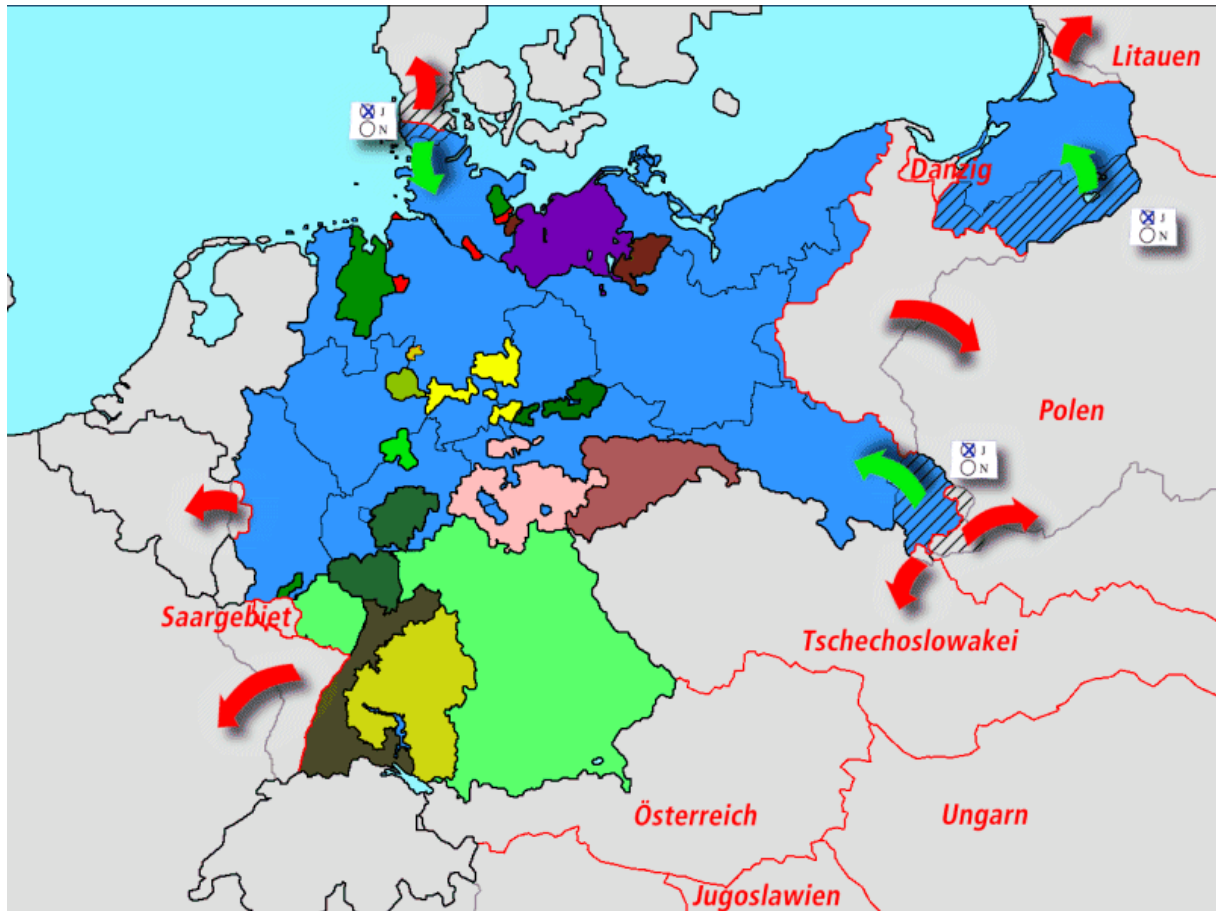 Litauen
J
N
Danzig
J
N
Polen
J
N
Saargebiet
Tschechoslowakei
Österreich
Ungarn
Jugoslawien